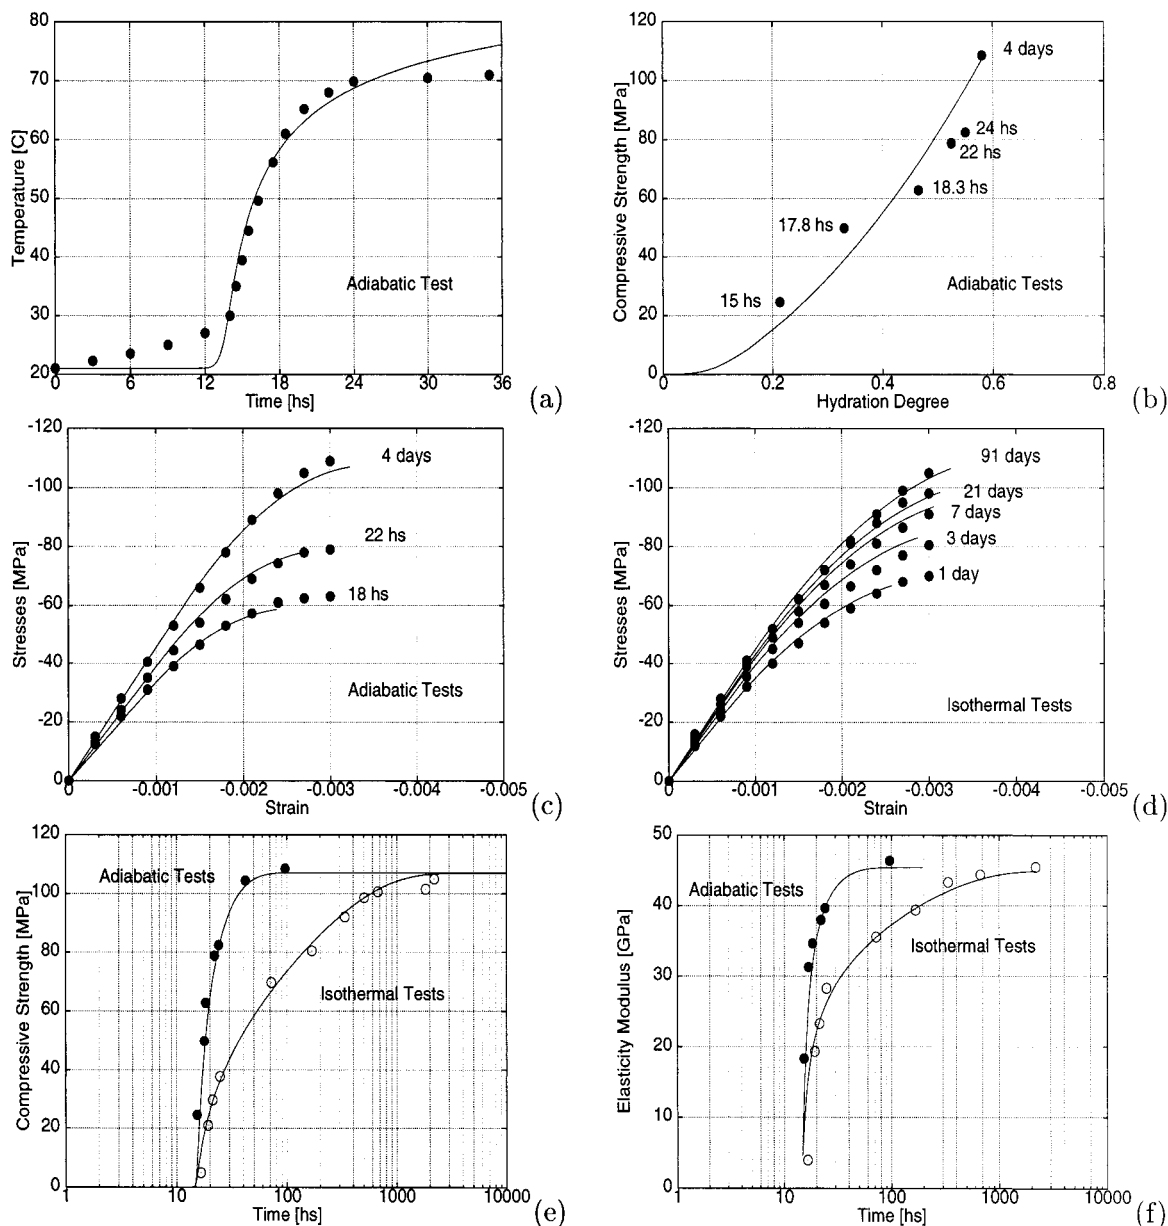 80
70
60
50
40
30
20
Temperature [C]
Adiabatic Test
0 6 12 18 24 30 36
Time [hs]
(a)
120
100
80
60
40
20
0
Compressive Strength [MPa]
4 days
24 hs
22 hs
18.3 hs
17.8 hs
15 hs
Adiabatic Tests
0.2 0.4 0.6 0.8
Hydration Degree
(b)
-120
-100
-80
-60
-40
-20
0
Stresses [MPa]
4 days
22 hs
18 hs
Adiabatic Tests
0 -0.001 -0.002 -0.003 -0.004 -0.005
Strain
(c)
-120
-100
-80
-60
-40
-20
0
Stresses [MPa]
91 days
21 days
7 days
3 days
1 day
Isothermal Tests
-0.001 -0.002 -0.003 -0.004 -0.005
Strain
(d)
120
100
80
60
40
20
0
Compressive Strength [MPa]
Adiabatic Tests
Isothermal Tests
1 10 100 1000 10000
Time [hs]
(e)
50
40
30
20
10
0
Elasticity Modulus [GPa]
Adiabatic Tests
Isothermal Tests
1 10 100 1000 10000
Time [hs]
(f)